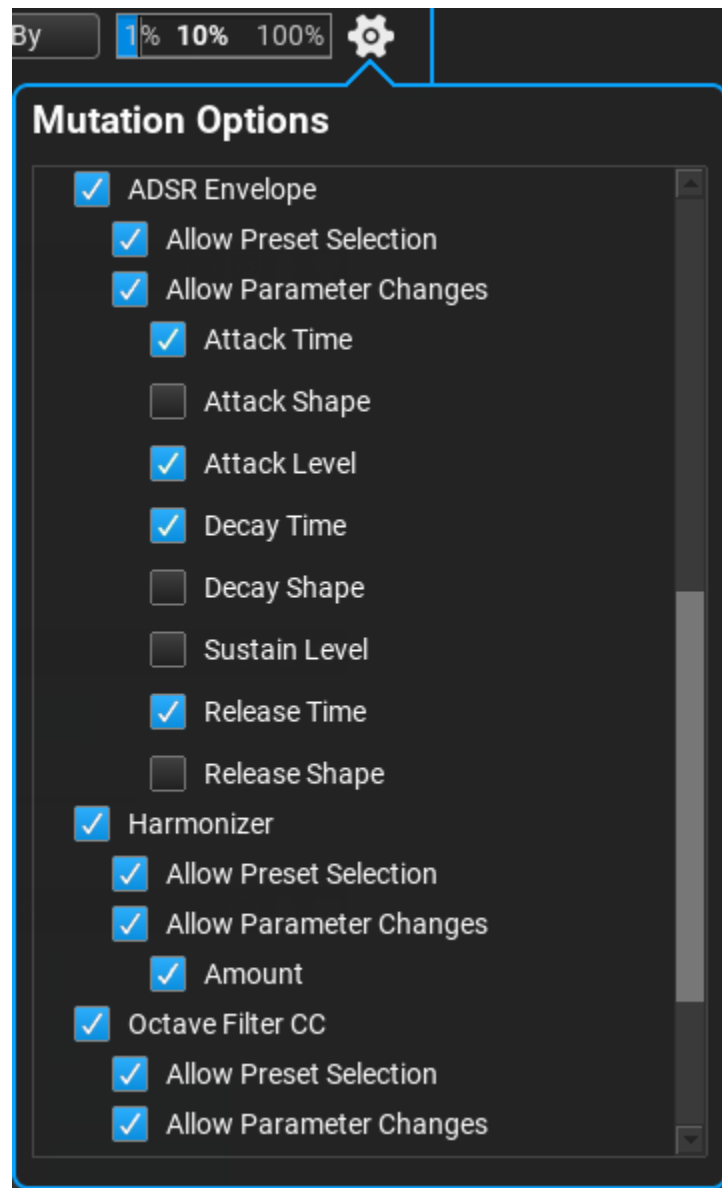 By 1% 10% 100%
Mutation Options
ADSR Envelope
Allow Preset Selection
Allow Parameter Changes
Attack Time
Attack Shape
Attack Level
Decay Time
Decay Shape
Sustain Level
Release Time
Release Shape
Harmonizer
Allow Preset Selection
Allow Parameter Changes
Amount
Octave Filter CC
Allow Preset Selection
Allow Parameter Changes